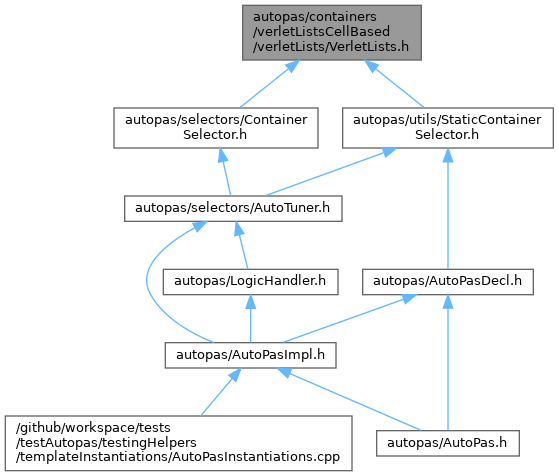 autopas/containers
/verletListsCellBased
/verletLists/VerletLists.h
autopas/selectors/Container
Selector.h
autopas/utils/StaticContainer
Selector.h
autopas/selectors/AutoTuner.h
autopas/LogicHandler.h
autopas/AutoPasDecl.h
autopas/AutoPasImpl.h
/github/workspace/tests
/testAutopas/testingHelpers
/templateInstantiations/AutoPasInstantiations.cpp
autopas/AutoPas.h